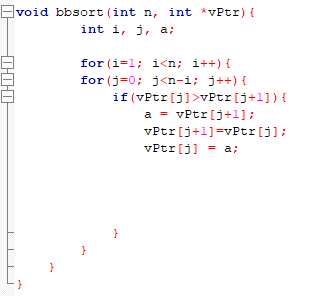 void bbsort(int n, int *vPtr){
int i, j, a;
for(i=1; i<n; i++){
for(j=0; j<n-i; j++){
if(vPtr[j]>vPtr[j+1]){
a = vPtr[j+1];
vPtr[j+1]=vPtr[j];
vPtr[j] = a;
}
}
}
}